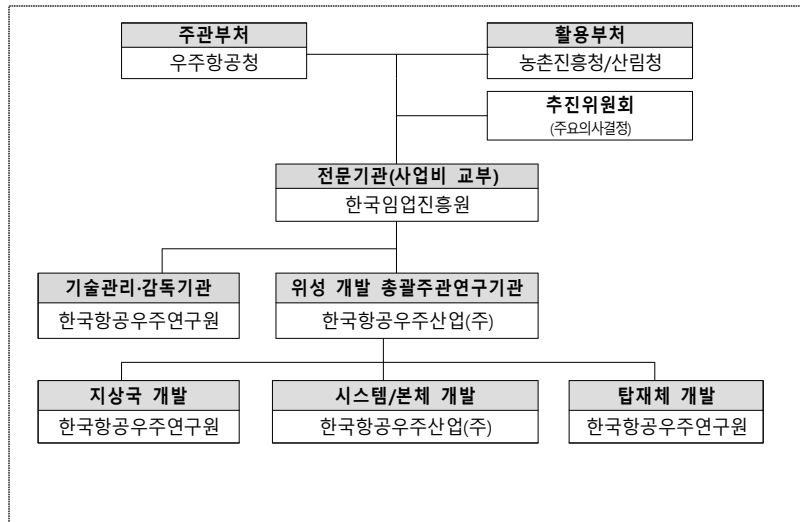 주관부처
우주항공청
활용부처
농촌진흥청/산림청
추진위원회
(주요의사결정)
전문기관(사업비 교부)
한국임업진흥원
기술관리·감독기관
한국항공우주연구원
위성 개발 총괄주관연구기관
한국항공우주산업(주)
지상국 개발
한국항공우주연구원
시스템/본체 개발
한국항공우주산업(주)
탑재체 개발
한국항공우주연구원